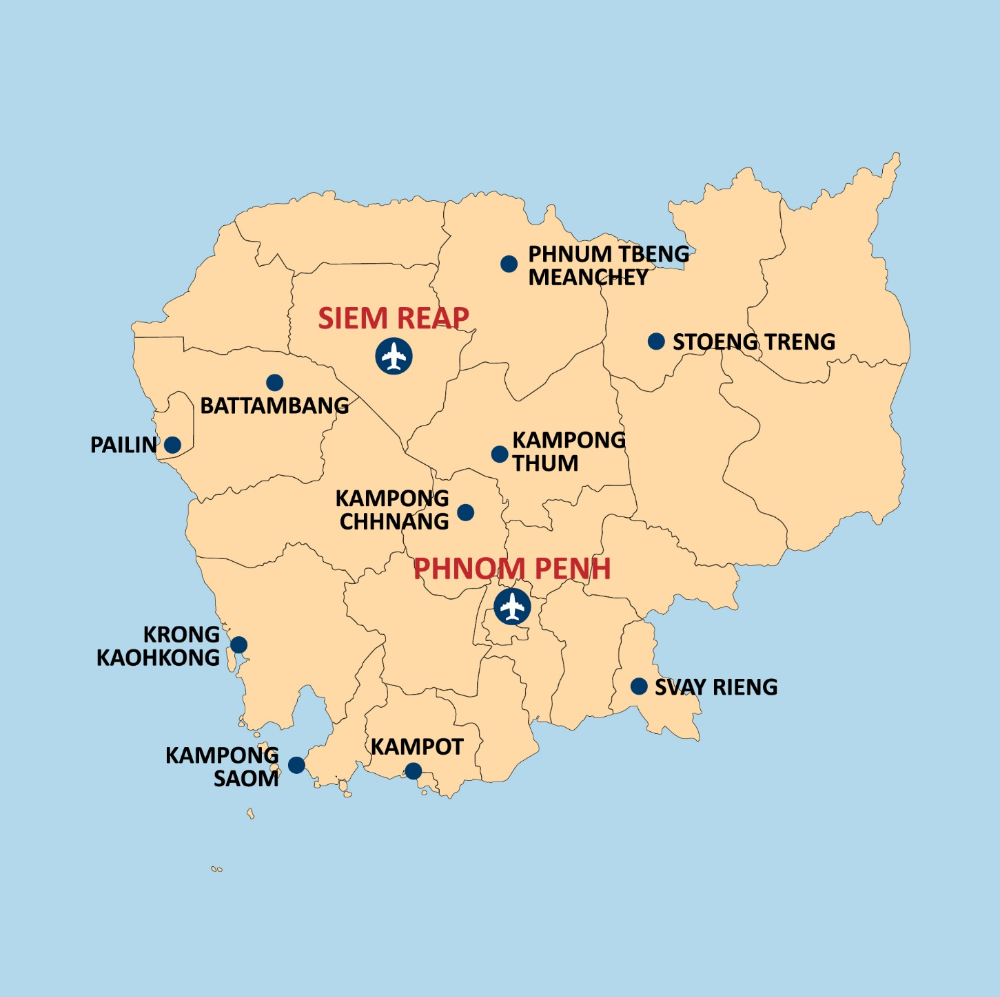 PHNUM TBENG
MEANCHEY
SIEM REAP
STOENG TRENG
BATTAMBANG
PAILIN
KAMPONG
THUM
KAMPONG
CHHNANG
PHNOM PENH
KRONG
KAOHKONG
SVAY RIENG
KAMPOT
KAMPONG
SAOM